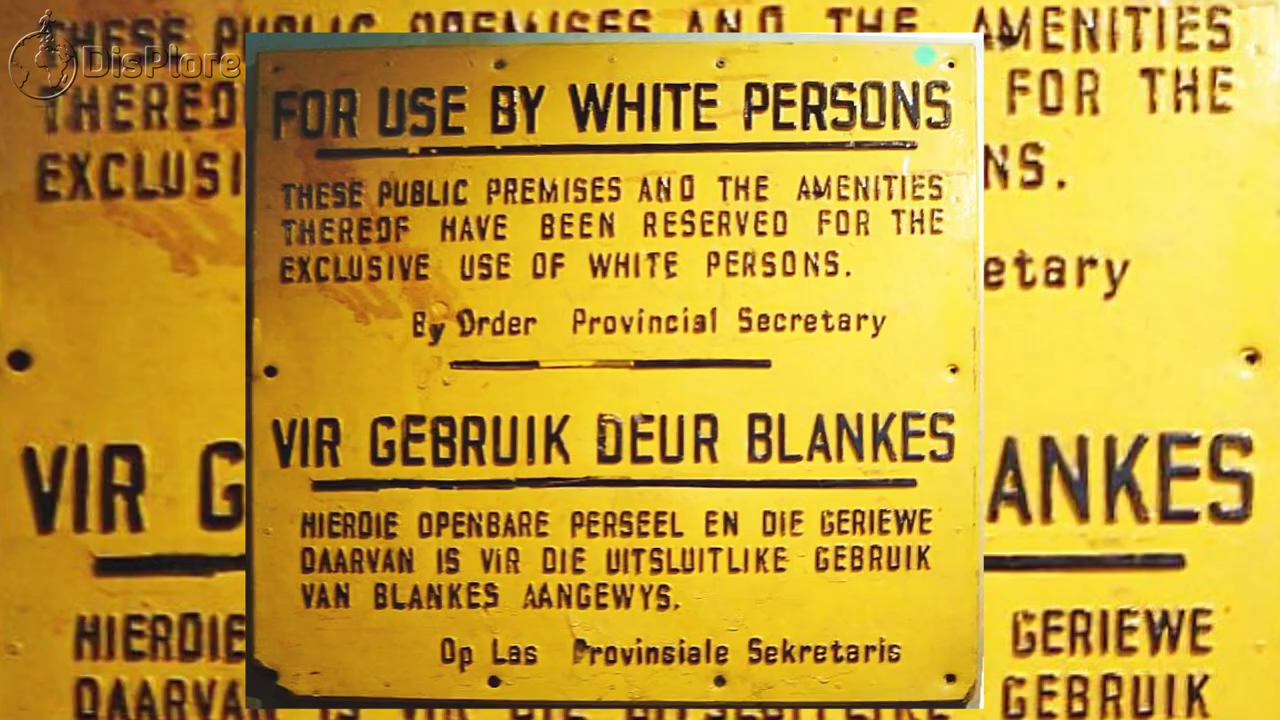 DisPlore
FOR USE BY WHITE PERSONS
THESE PUBLIC PREMISES AND THE AMENITIES
THEREOF HAVE BEEN RESERVED FOR THE
EXCLUSIVE USE OF WHITE PERSONS.
By Order Provincial Secretary
VIR GEBRUIK DEUR BLANKES
HIERDIE OPENBARE PERSEEL EN DIE GERIEWE
DAARVAN IS VIR DIE UITSLUITLIKE GEBRUIK
VAN BLANKES AANGEWYS.
Op Las Provinsiale Sekretaris